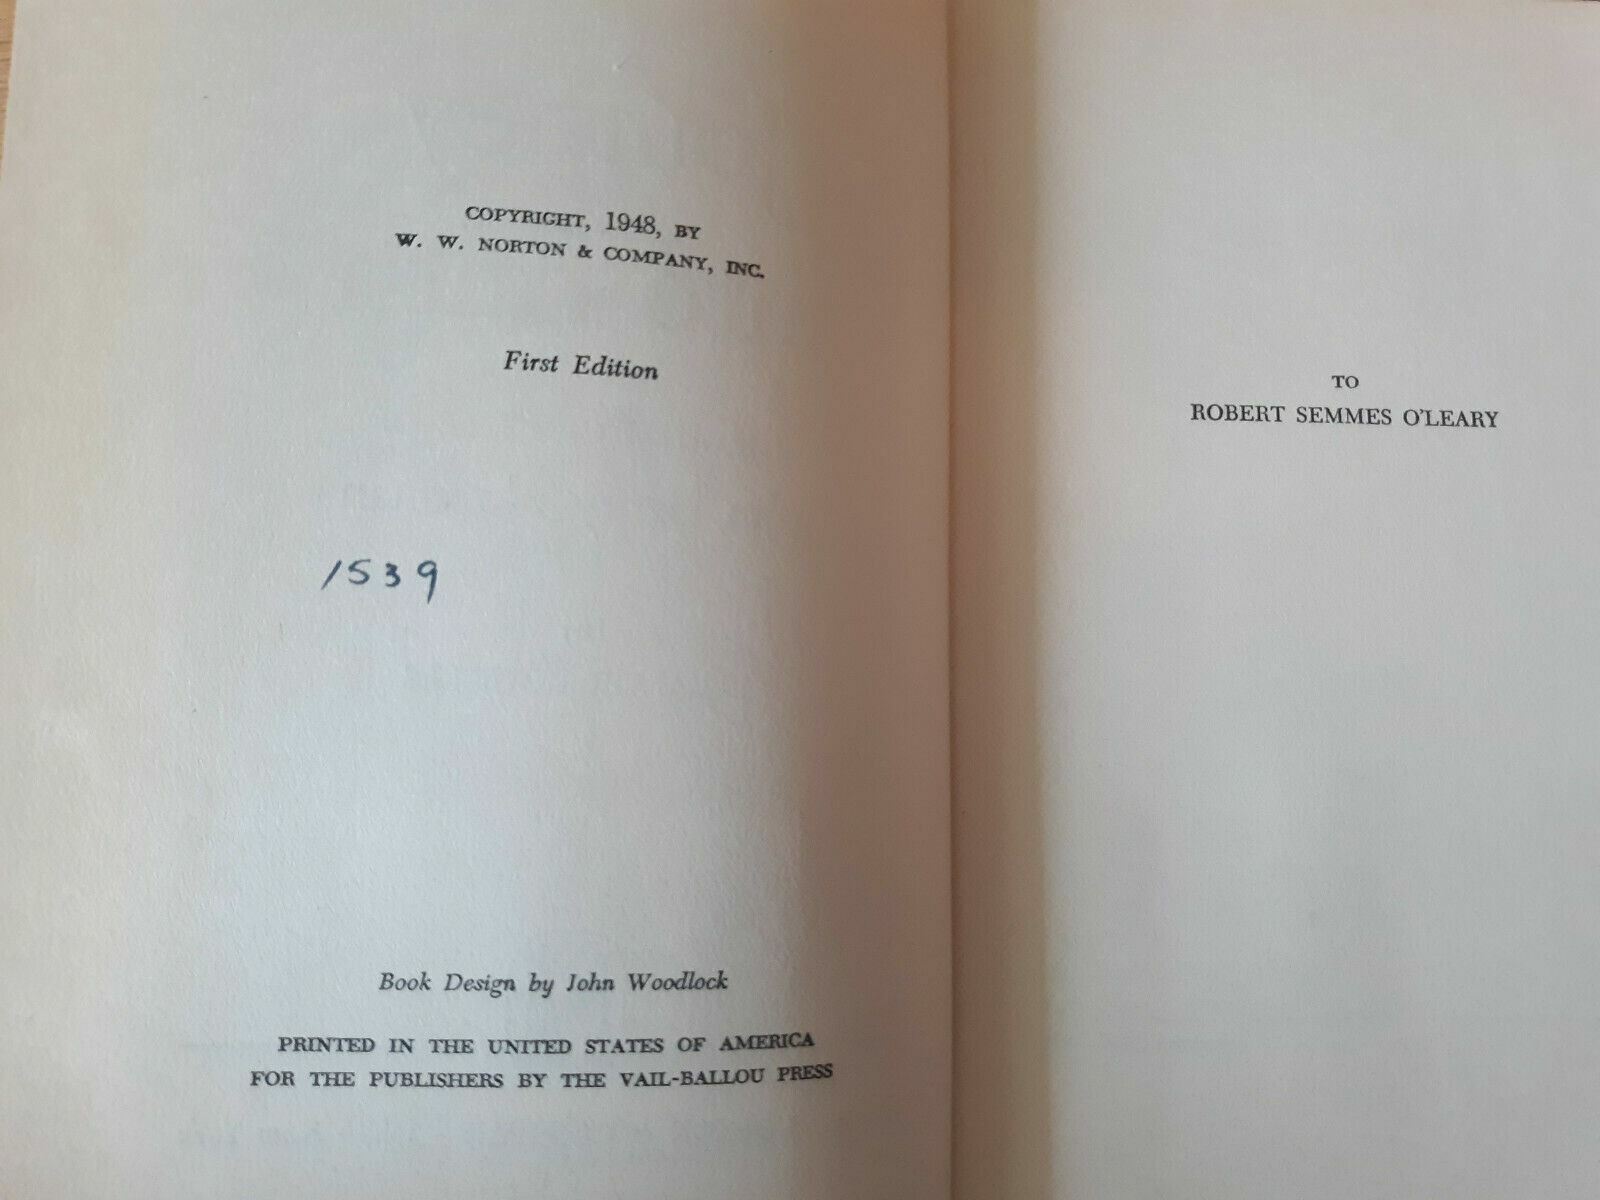 COPYRIGHT, 1948, BY
W. W. NORTON & COMPANY, INC.
First Edition
1539
Book Design by John Woodlock
PRINTED IN THE UNITED STATES OF AMERICA
FOR THE PUBLISHERS BY THE VAIL-BALLOU PRESS
TO
ROBERT SEMMES O'LEARY